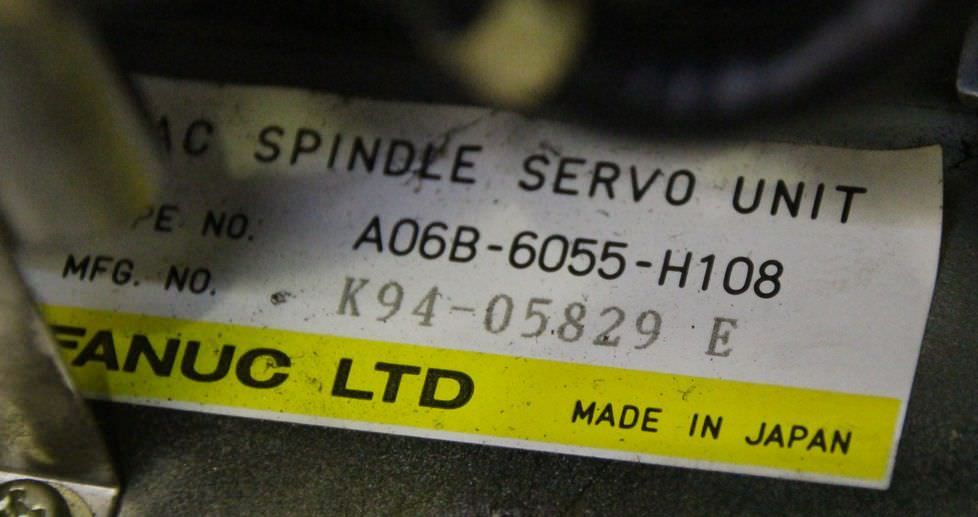 AC SPINDLE SERVO UNIT
PE NO. A06B-6055-H108
MFG. NO. K94-05829 E
FANUC LTD MADE IN JAPAN